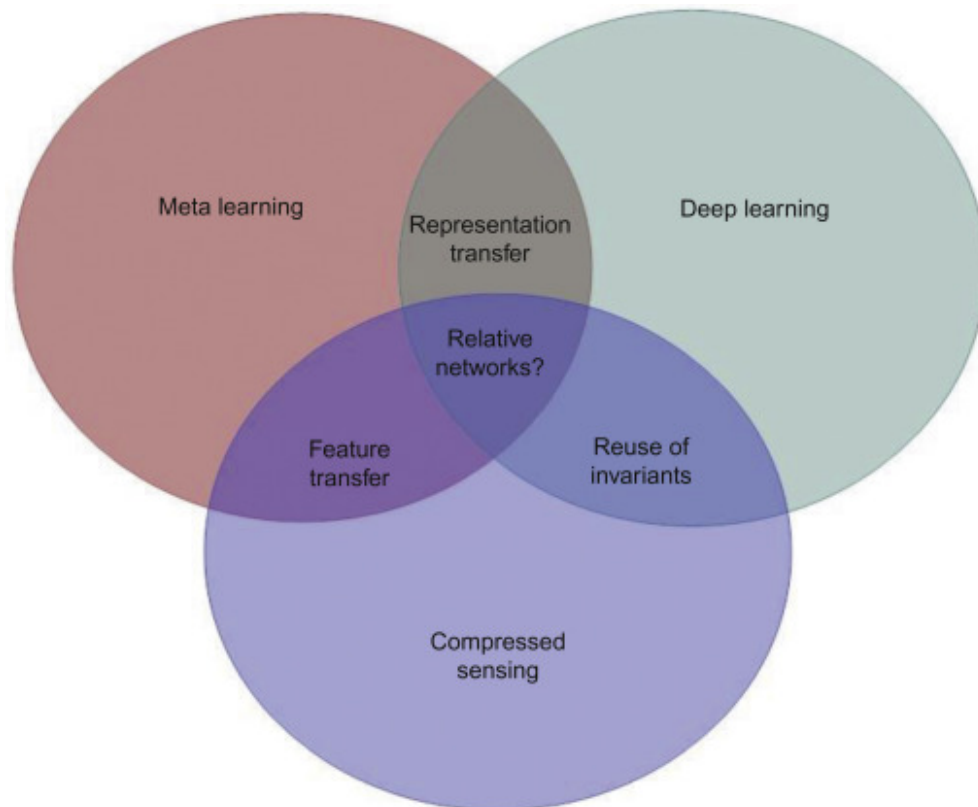 Meta learning
Deep learning
Representation
transfer
Relative
networks?
Feature
transfer
Reuse of
invariants
Compressed
sensing